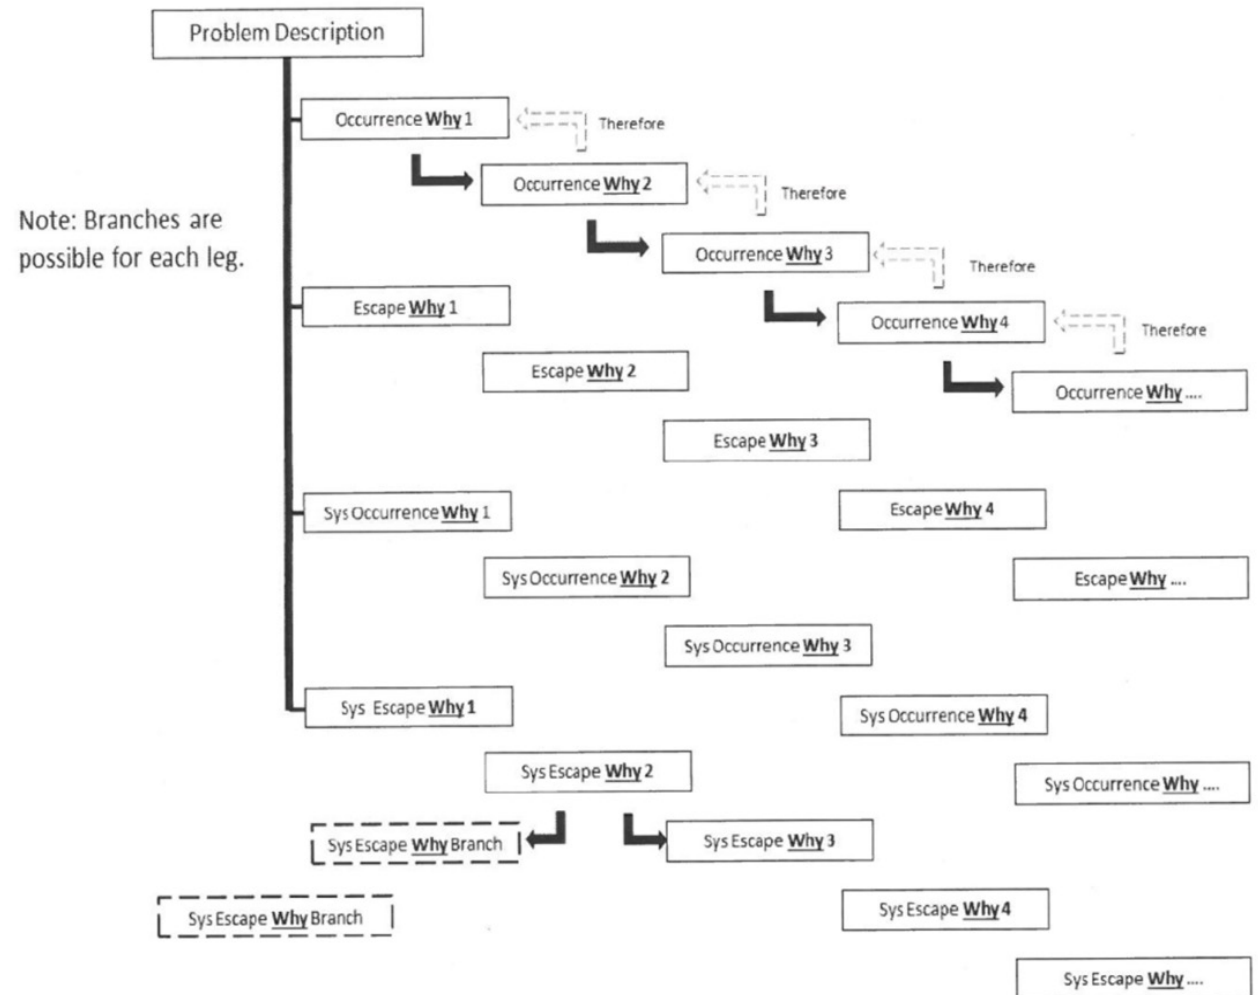 Problem Description
Occurrence Why 1
Therefore
Occurrence Why 2
Therefore
Note: Branches are
possible for each leg.
Occurrence Why 3
Therefore
Escape Why 1
Occurrence Why 4
Therefore
Escape Why 2
Occurrence Why ....
Escape Why 3
Sys Occurrence Why 1
Escape Why 4
Sys Occurrence Why 2
Escape Why ....
Sys Occurrence Why 3
Sys Escape Why 1
Sys Occurrence Why 4
Sys Escape Why 2
Sys Occurrence Why ....
Sys Escape Why Branch
Sys Escape Why 3
Sys Escape Why Branch
Sys Escape Why 4
Sys Escape Why ....